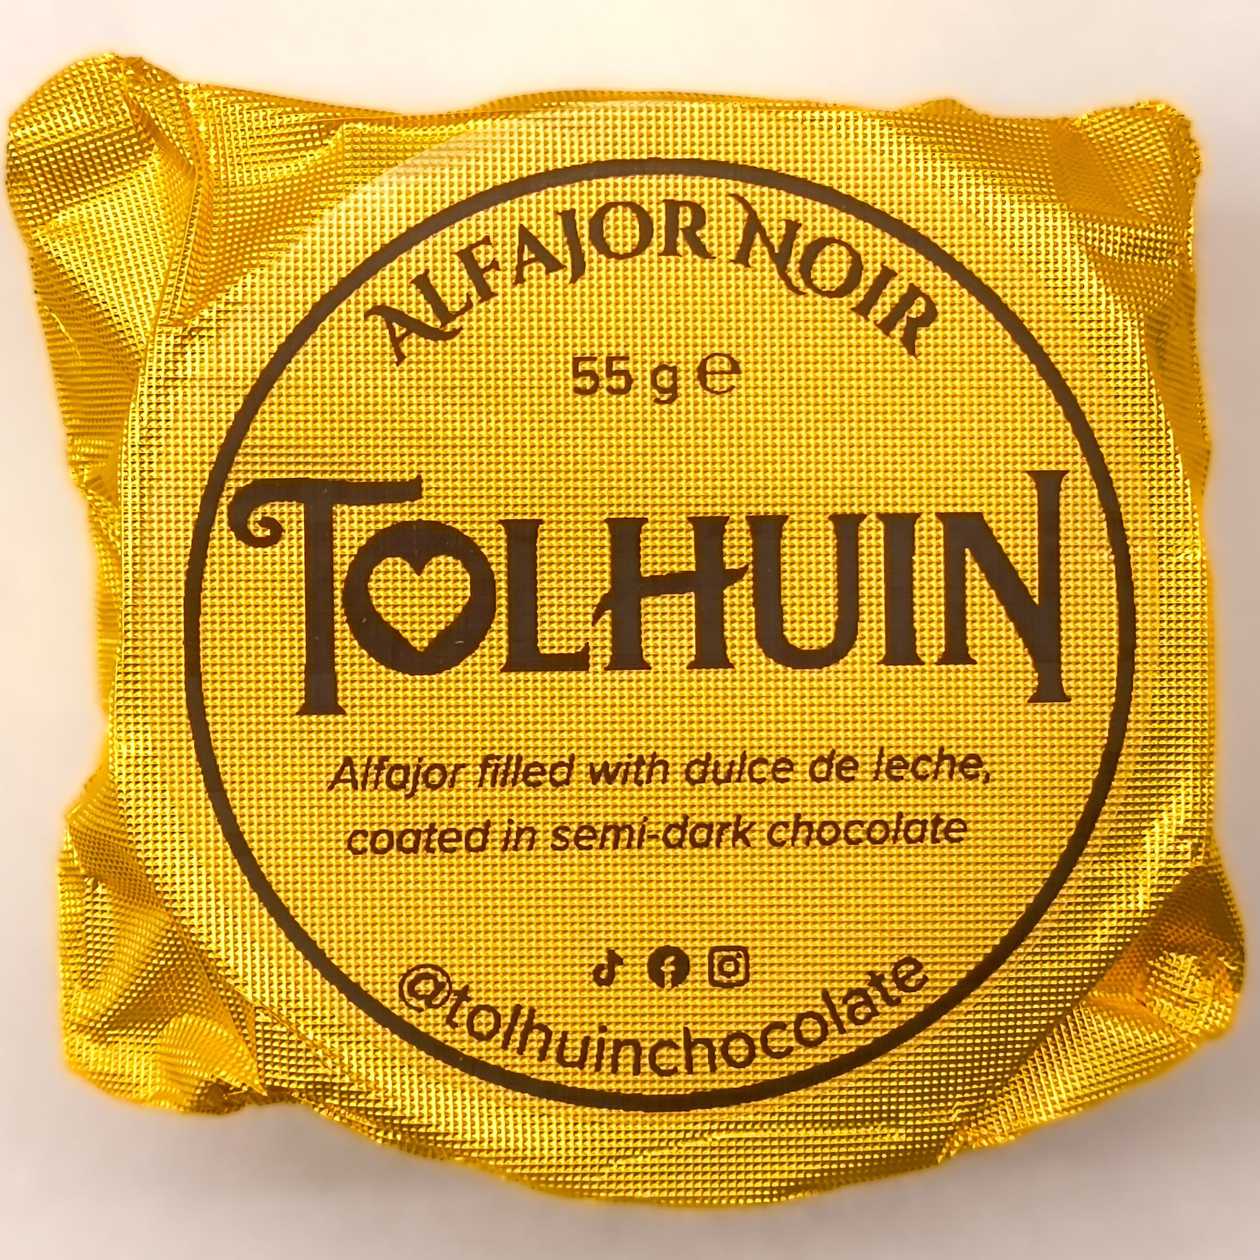 ALFAJOR NOIR
55 g ℮
TOLHUIN
Alfajor filled with dulce de leche,
coated in semi-dark chocolate
@tolhuinchocolate